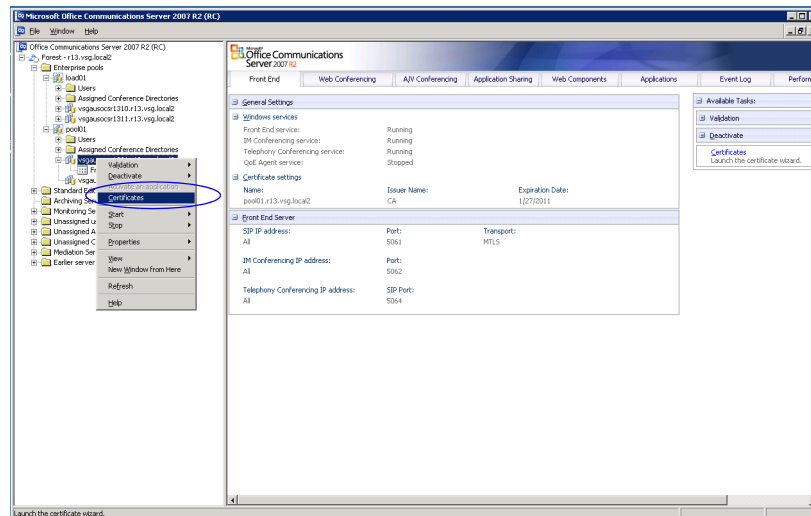 Microsoft Office Communications Server 2007 R2 (RC)
File Window Help
Office Communications Server 2007 R2 (RC)
Forest - r13.vsg.local2
Enterprise pools
load01
Users
Assigned Conference Directories
vsgausocsr1310.r13.vsg.local2
vsgausocsr1311.r13.vsg.local2
pool01
Users
Assigned Conference Directories
Standard Edi
Archiving Ser
Monitoring Se
Unassigned u
Unassigned A
Unassigned C
Mediation Ser
Earlier server
Validation
Deactivate
Activate an application
Certificates
Start
Stop
Properties
View
New Window from Here
Refresh
Help
Microsoft
Office Communications
Server 2007 R2
Front End Web Conferencing A/V Conferencing Application Sharing Web Components Applications Event Log Perform
General Settings
Windows services
Front End service: Running
IM Conferencing service: Running
Telephony Conferencing service: Running
QoE Agent service: Stopped
Certificate settings
Name: Issuer Name: Expiration Date:
pool01.r13.vsg.local2 CA 1/27/2011
Front End Server
SIP IP address: Port: Transport:
All 5061 MTLS
IM Conferencing IP address: Port:
All 5062
Telephony Conferencing IP address: SIP Port:
All 5064
Available Tasks:
Validation
Deactivate
Certificates
Launch the certificate wizard.
Launch the certificate wizard.